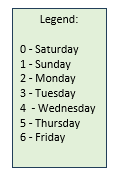 Legend:
0 - Saturday
1 - Sunday
2 - Monday
3 - Tuesday
4  - Wednesday
5 - Thursday
6 - Friday